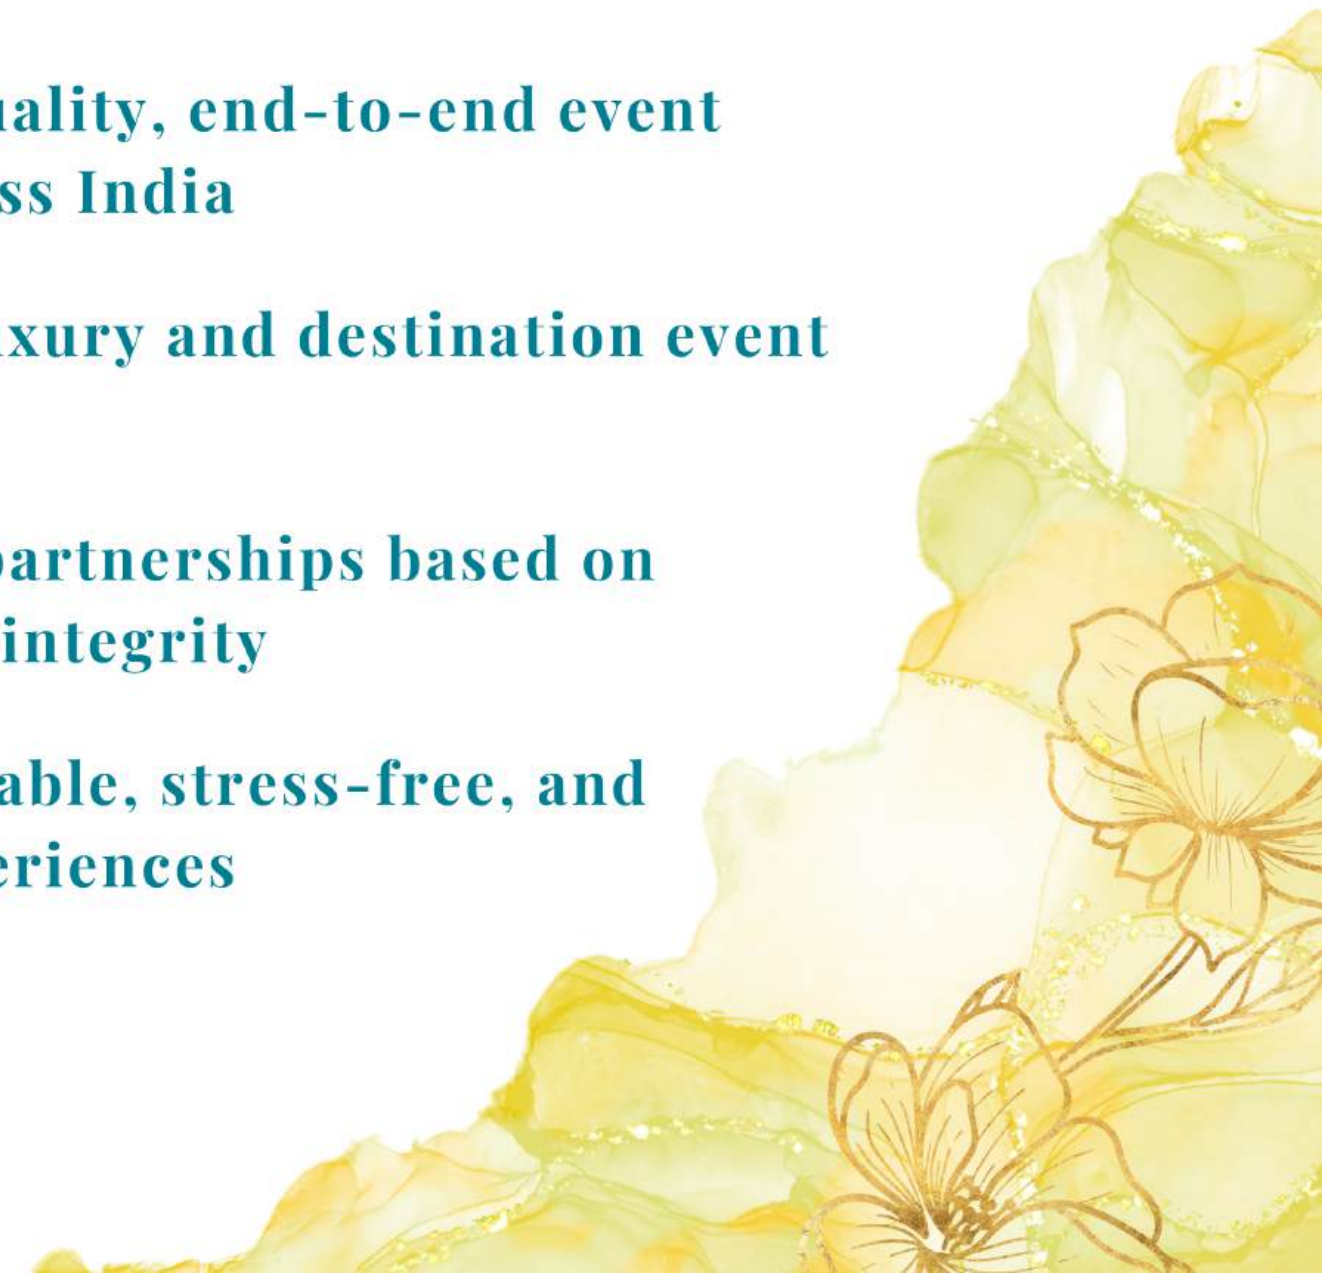 uality, end-to-end event
ss India
uxury and destination event
partnerships based on
integrity
able, stress-free, and
eriences